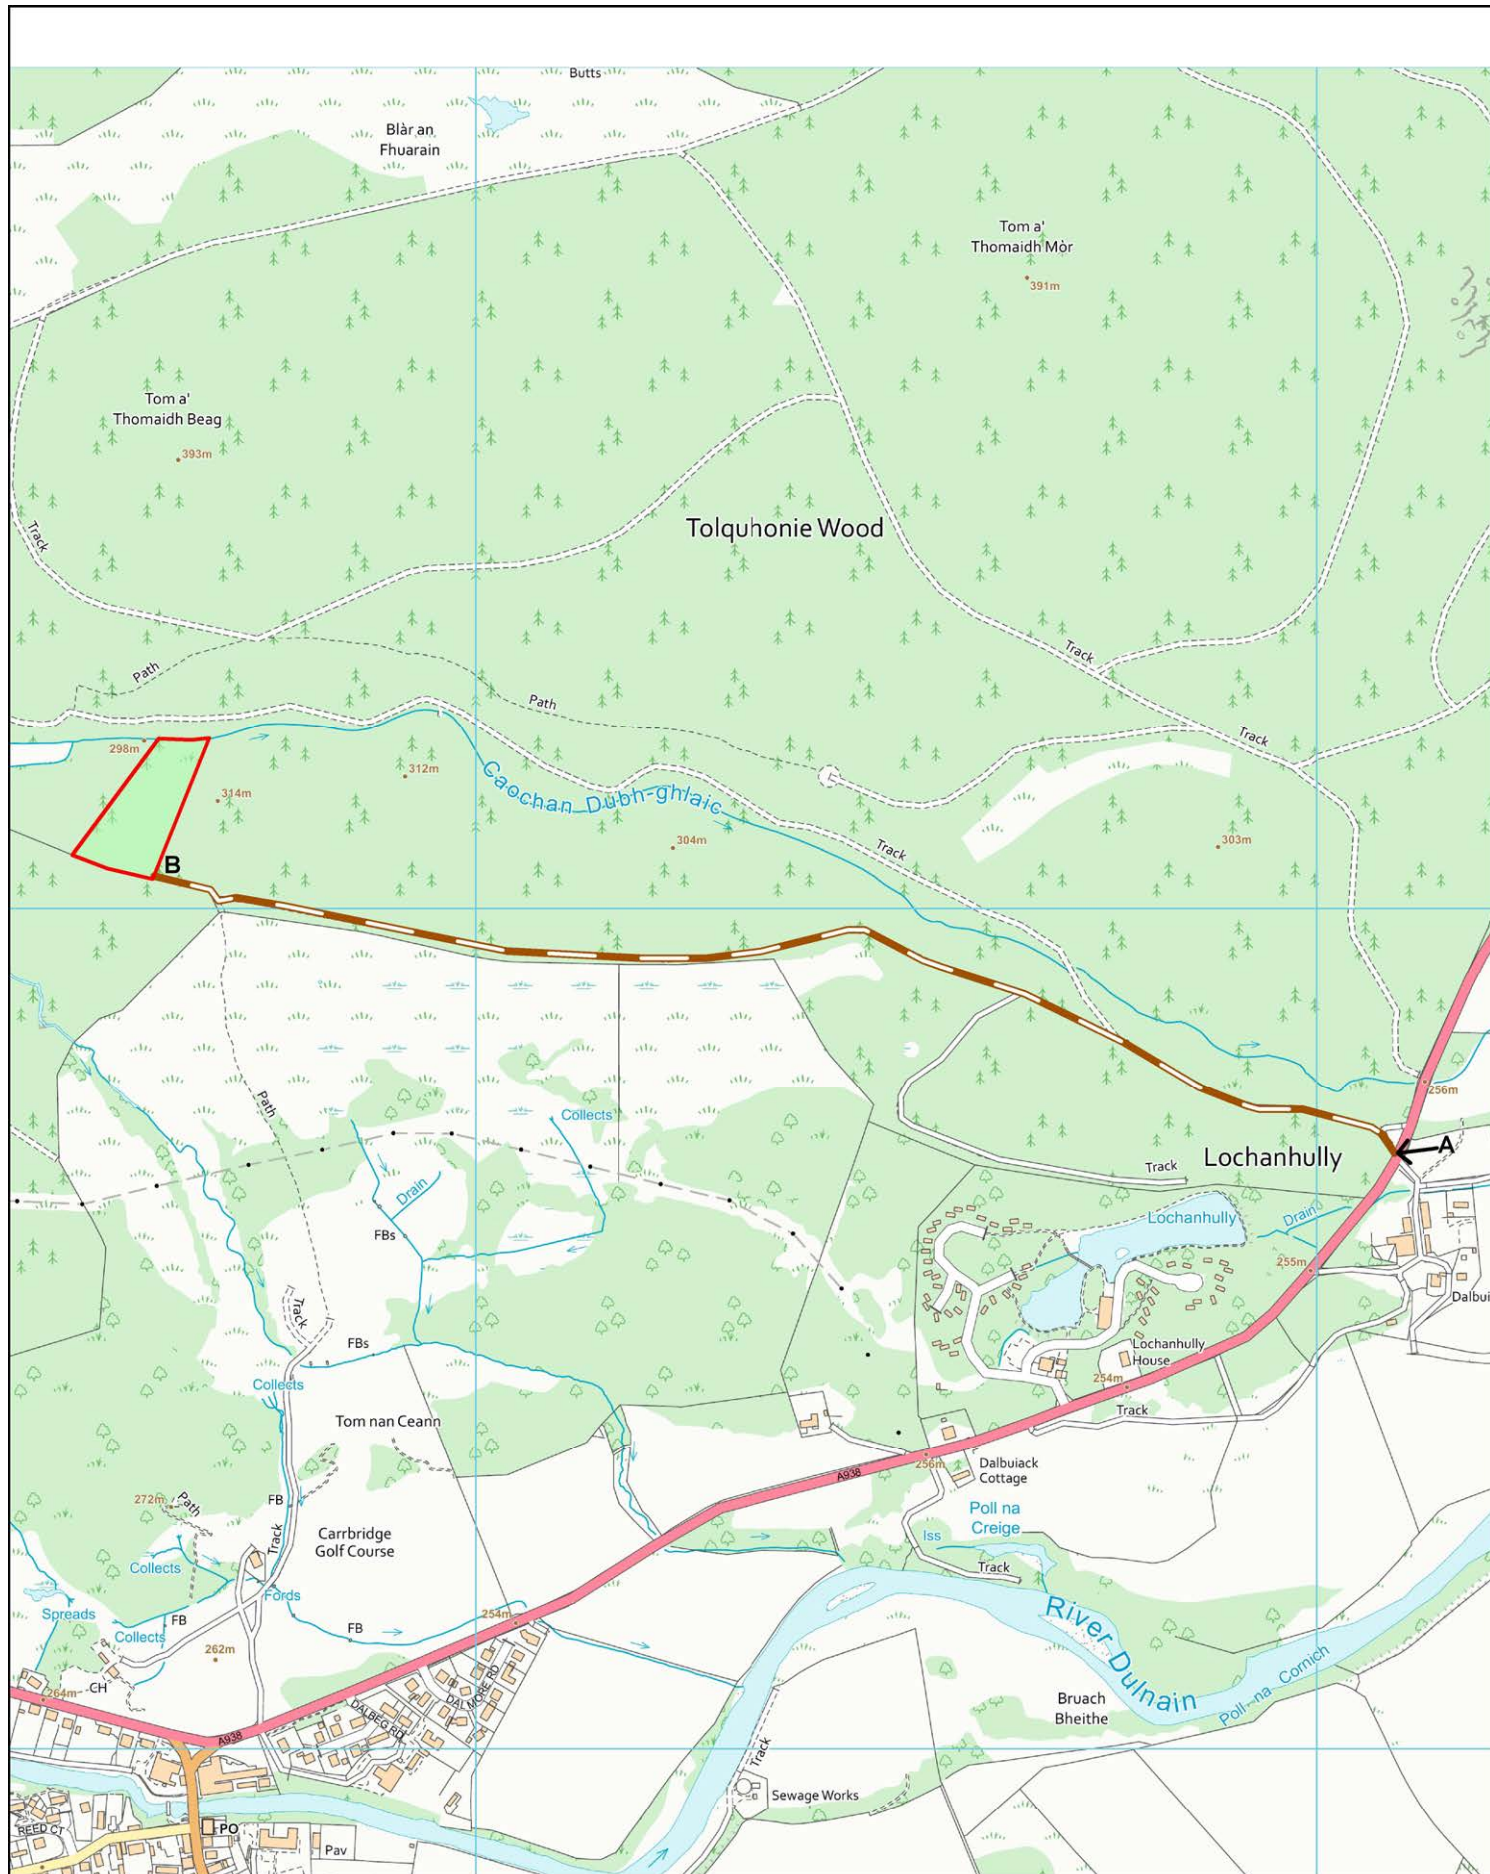 Butts
Blàr an
Fhuarain
Tom a'
Thomaidh Mòr
391m
Tom a'
Thomaidh Beag
393m
Track
Tolquhonie Wood
Path
Path
Track
Track
298m
312m
314m
Caochan Dubh-ghlaic
304m
Track
303m
B
256m
Path
Collects
A
Track
Lochanhully
Drain
Lochanhully
Drain
FBs
255m
Dalbui
Track
FBs
Lochanhully
House
Collects
254m
Track
Tom nan Ceann
A938
256m
Dalbuiack
Cottage
272m
Path
FB
Poll na
Creige
Carrbridge
Golf Course
Track
Iss
Track
Collects
Fords
Spreads
FB
Collects
FB
254m
River Dulnain
262m
Poll na Cornich
CH
264m
DALMORE RD
DALBEG RD
Bruach
Bheithe
A938
Track
Sewage Works
REED CT
PO
Pav